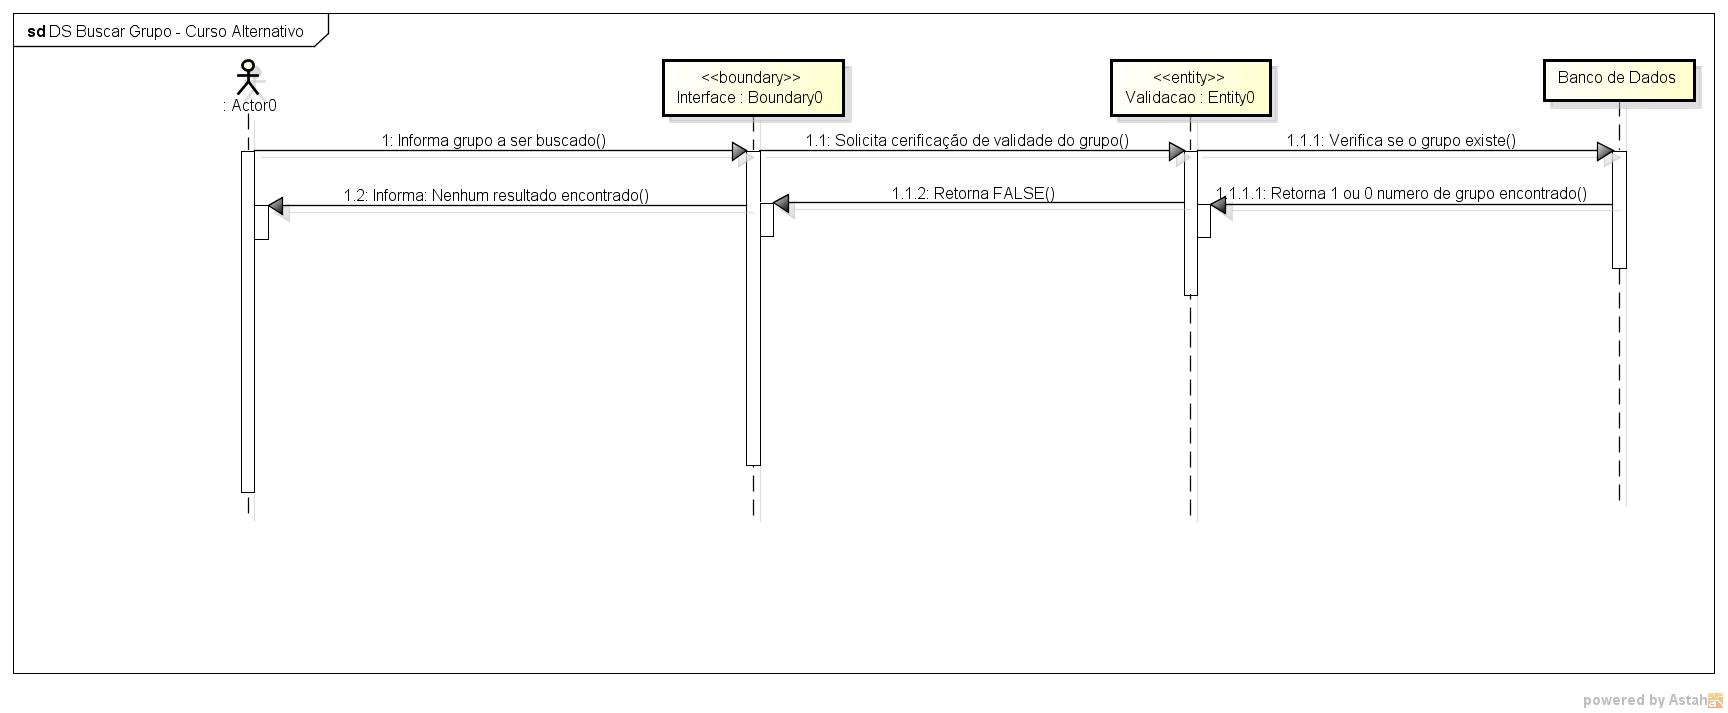 sd DS Buscar Grupo - Curso Alternativo
<<boundary>>
Interface : Boundary0
<<entity>>
Validacao : Entity0
Banco de Dados
: Actor0
1: Informa grupo a ser buscado()
1.1: Solicita cerificação de validade do grupo()
1.1.1: Verifica se o grupo existe()
1.2: Informa: Nenhum resultado encontrado()
1.1.2: Retorna FALSE()
1.1.1.1: Retorna 1 ou 0 numero de grupo encontrado()
powered by Astah